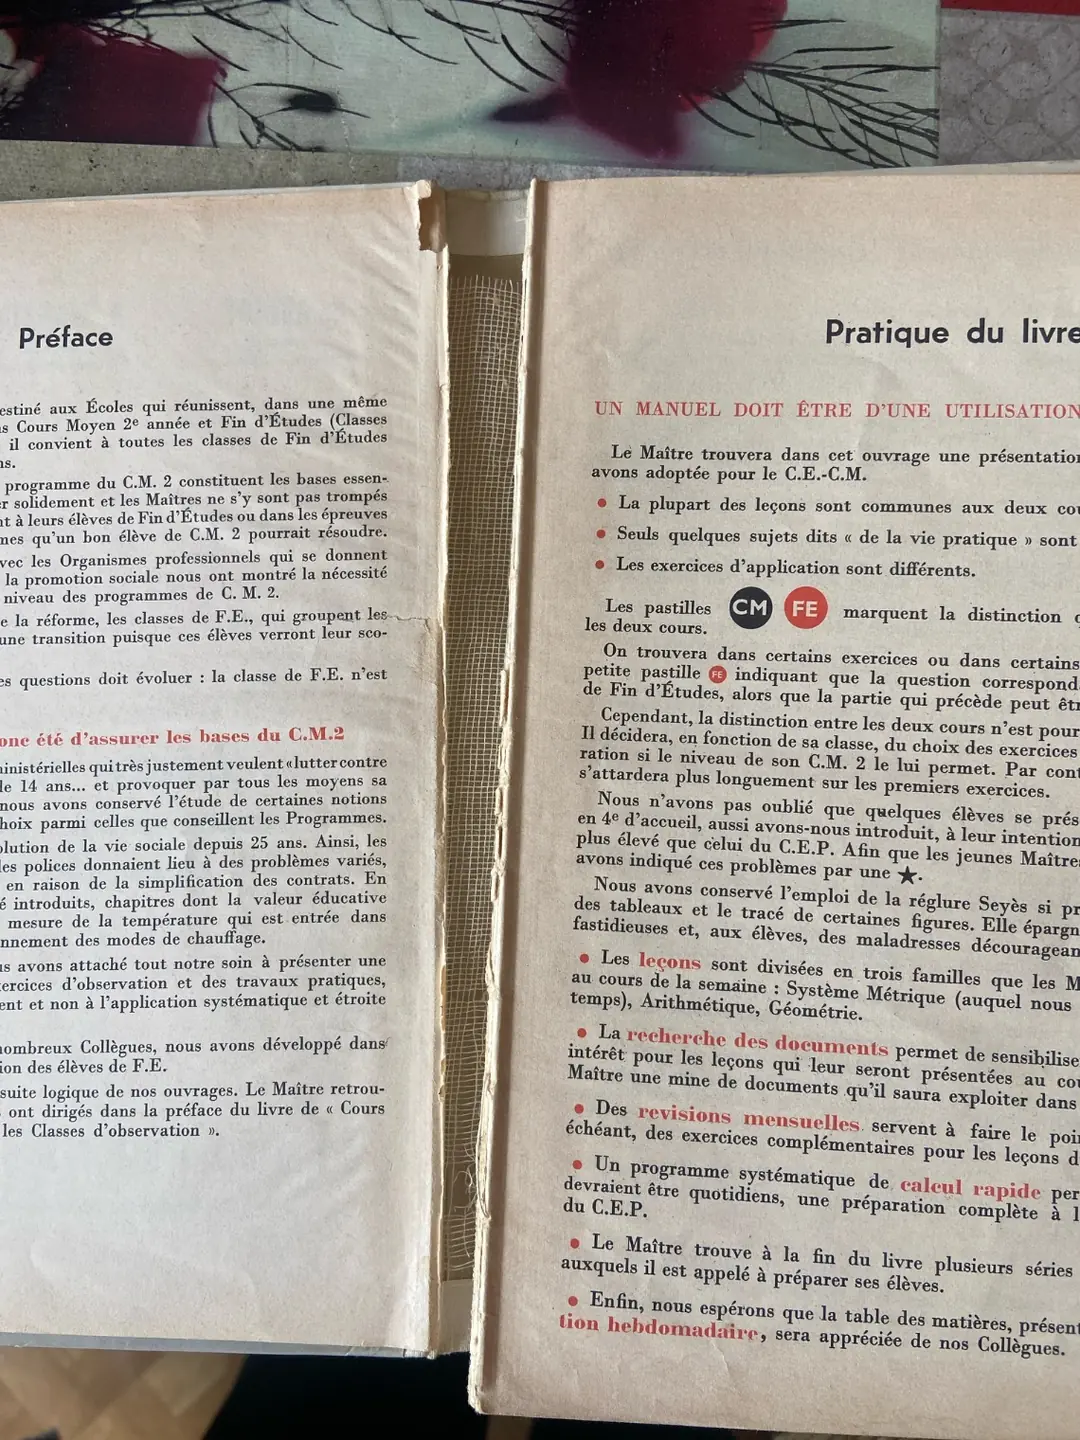 Préface
estiné aux Écoles qui réunissent, dans une même
s Cours Moyen 2e année et Fin d'Études (Classes
il convient à toutes les classes de Fin d'Études
ns.
programme du C.M. 2 constituent les bases essen-
r solidement et les Maîtres ne s'y sont pas trompés
nt à leurs élèves de Fin d'Études ou dans les épreuves
mes qu'un bon élève de C.M. 2 pourrait résoudre.
vec les Organismes professionnels qui se donnent
la promotion sociale nous ont montré la nécessité
niveau des programmes de C. M. 2.
e la réforme, les classes de F.E., qui groupent les
une transition puisque ces élèves verront leur sco-
es questions doit évoluer : la classe de F.E. n'est
onc été d'assurer les bases du C.M.2
ministérielles qui très justement veulent « lutter contre
de 14 ans... et provoquer par tous les moyens sa
nous avons conservé l'étude de certaines notions
hoix parmi celles que conseillent les Programmes.
olution de la vie sociale depuis 25 ans. Ainsi, les
les polices donnaient lieu à des problèmes variés,
en raison de la simplification des contrats. En
é introduits, chapitres dont la valeur éducative
mesure de la température qui est entrée dans
nnement des modes de chauffage.
us avons attaché tout notre soin à présenter une
xercices d'observation et des travaux pratiques,
ent et non à l'application systématique et étroite
nombreux Collègues, nous avons développé dans
ion des élèves de F.E.
suite logique de nos ouvrages. Le Maître retrou-
ont dirigés dans la préface du livre de « Cours
les Classes d'observation ».
Pratique du livre
UN MANUEL DOIT ÊTRE D'UNE UTILISATION
Le Maître trouvera dans cet ouvrage une présentation
avons adoptée pour le C.E.-C.M.
• La plupart des leçons sont communes aux deux cou
• Seuls quelques sujets dits « de la vie pratique » sont
• Les exercices d'application sont différents.
Les pastilles CM FE marquent la distinction
les deux cours.
On trouvera dans certains exercices ou dans certains
petite pastille FE indiquant que la question correspond
de Fin d'Études, alors que la partie qui précède peut êtr
Cependant, la distinction entre les deux cours n'est pour
Il décidera, en fonction de sa classe, du choix des exercices
ration si le niveau de son C.M. 2 le lui permet. Par cont
s'attardera plus longuement sur les premiers exercices.
Nous n'avons pas oublié que quelques élèves se prés
en 4e d'accueil, aussi avons-nous introduit, à leur intention
plus élevé que celui du C.E.P. Afin que les jeunes Maîtres
avons indiqué ces problèmes par une ★.
Nous avons conservé l'emploi de la réglure Seyès si pr
des tableaux et le tracé de certaines figures. Elle épargn
fastidieuses et, aux élèves, des maladresses décourageant
• Les leçons sont divisées en trois familles que les M
au cours de la semaine : Système Métrique (auquel nous
temps), Arithmétique, Géométrie.
• La recherche des documents permet de sensibilise
intérêt pour les leçons qui leur seront présentées au cou
Maître une mine de documents qu'il saura exploiter dans
• Des revisions mensuelles servent à faire le poin
échéant, des exercices complémentaires pour les leçons d
• Un programme systématique de calcul rapide per
devraient être quotidiens, une préparation complète à l
du C.E.P.
• Le Maître trouve à la fin du livre plusieurs séries
auxquels il est appelé à préparer ses élèves.
• Enfin, nous espérons que la table des matières, présent
tion hebdomadaire, sera appréciée de nos Collègues.